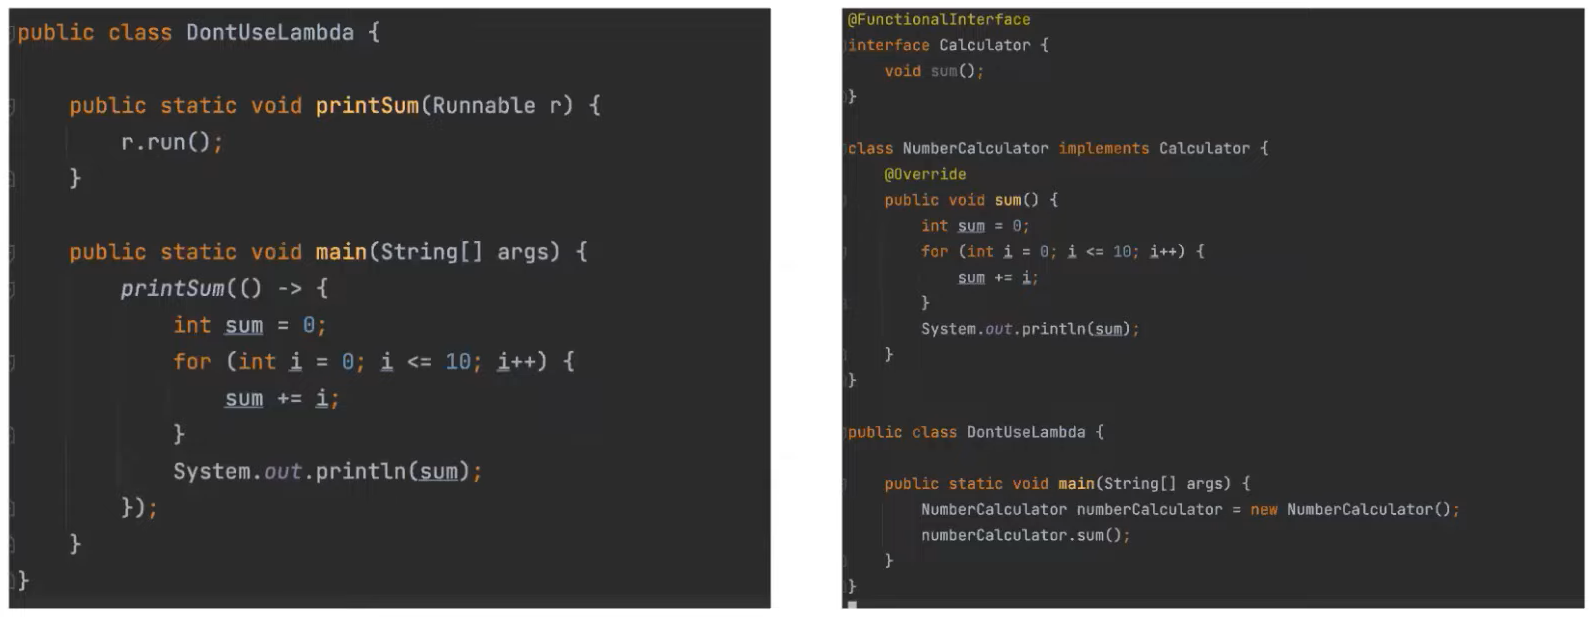 public class DontUseLambda {
public static void printSum(Runnable r) {
r.run();
}
public static void main(String[] args) {
printSum(() -> {
int sum = 0;
for (int i = 0; i <= 10; i++) {
sum += i;
}
System.out.println(sum);
});
}
}
@FunctionalInterface
interface Calculator {
void sum();
}
class NumberCalculator implements Calculator {
@Override
public void sum() {
int sum = 0;
for (int i = 0; i <= 10; i++) {
sum += i;
}
System.out.println(sum);
}
}
public class DontUseLambda {
public static void main(String[] args) {
NumberCalculator numberCalculator = new NumberCalculator();
numberCalculator.sum();
}
}